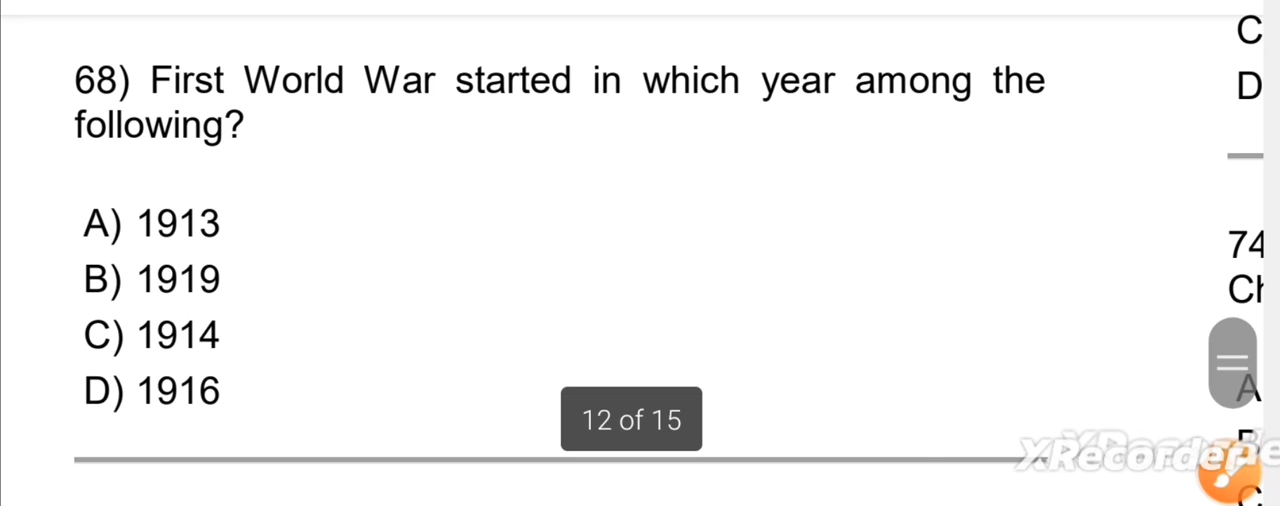 68) First World War started in which year among the
following?
A) 1913
B) 1919
C) 1914
D) 1916
12 of 15
C
D
74
A
XRecorder